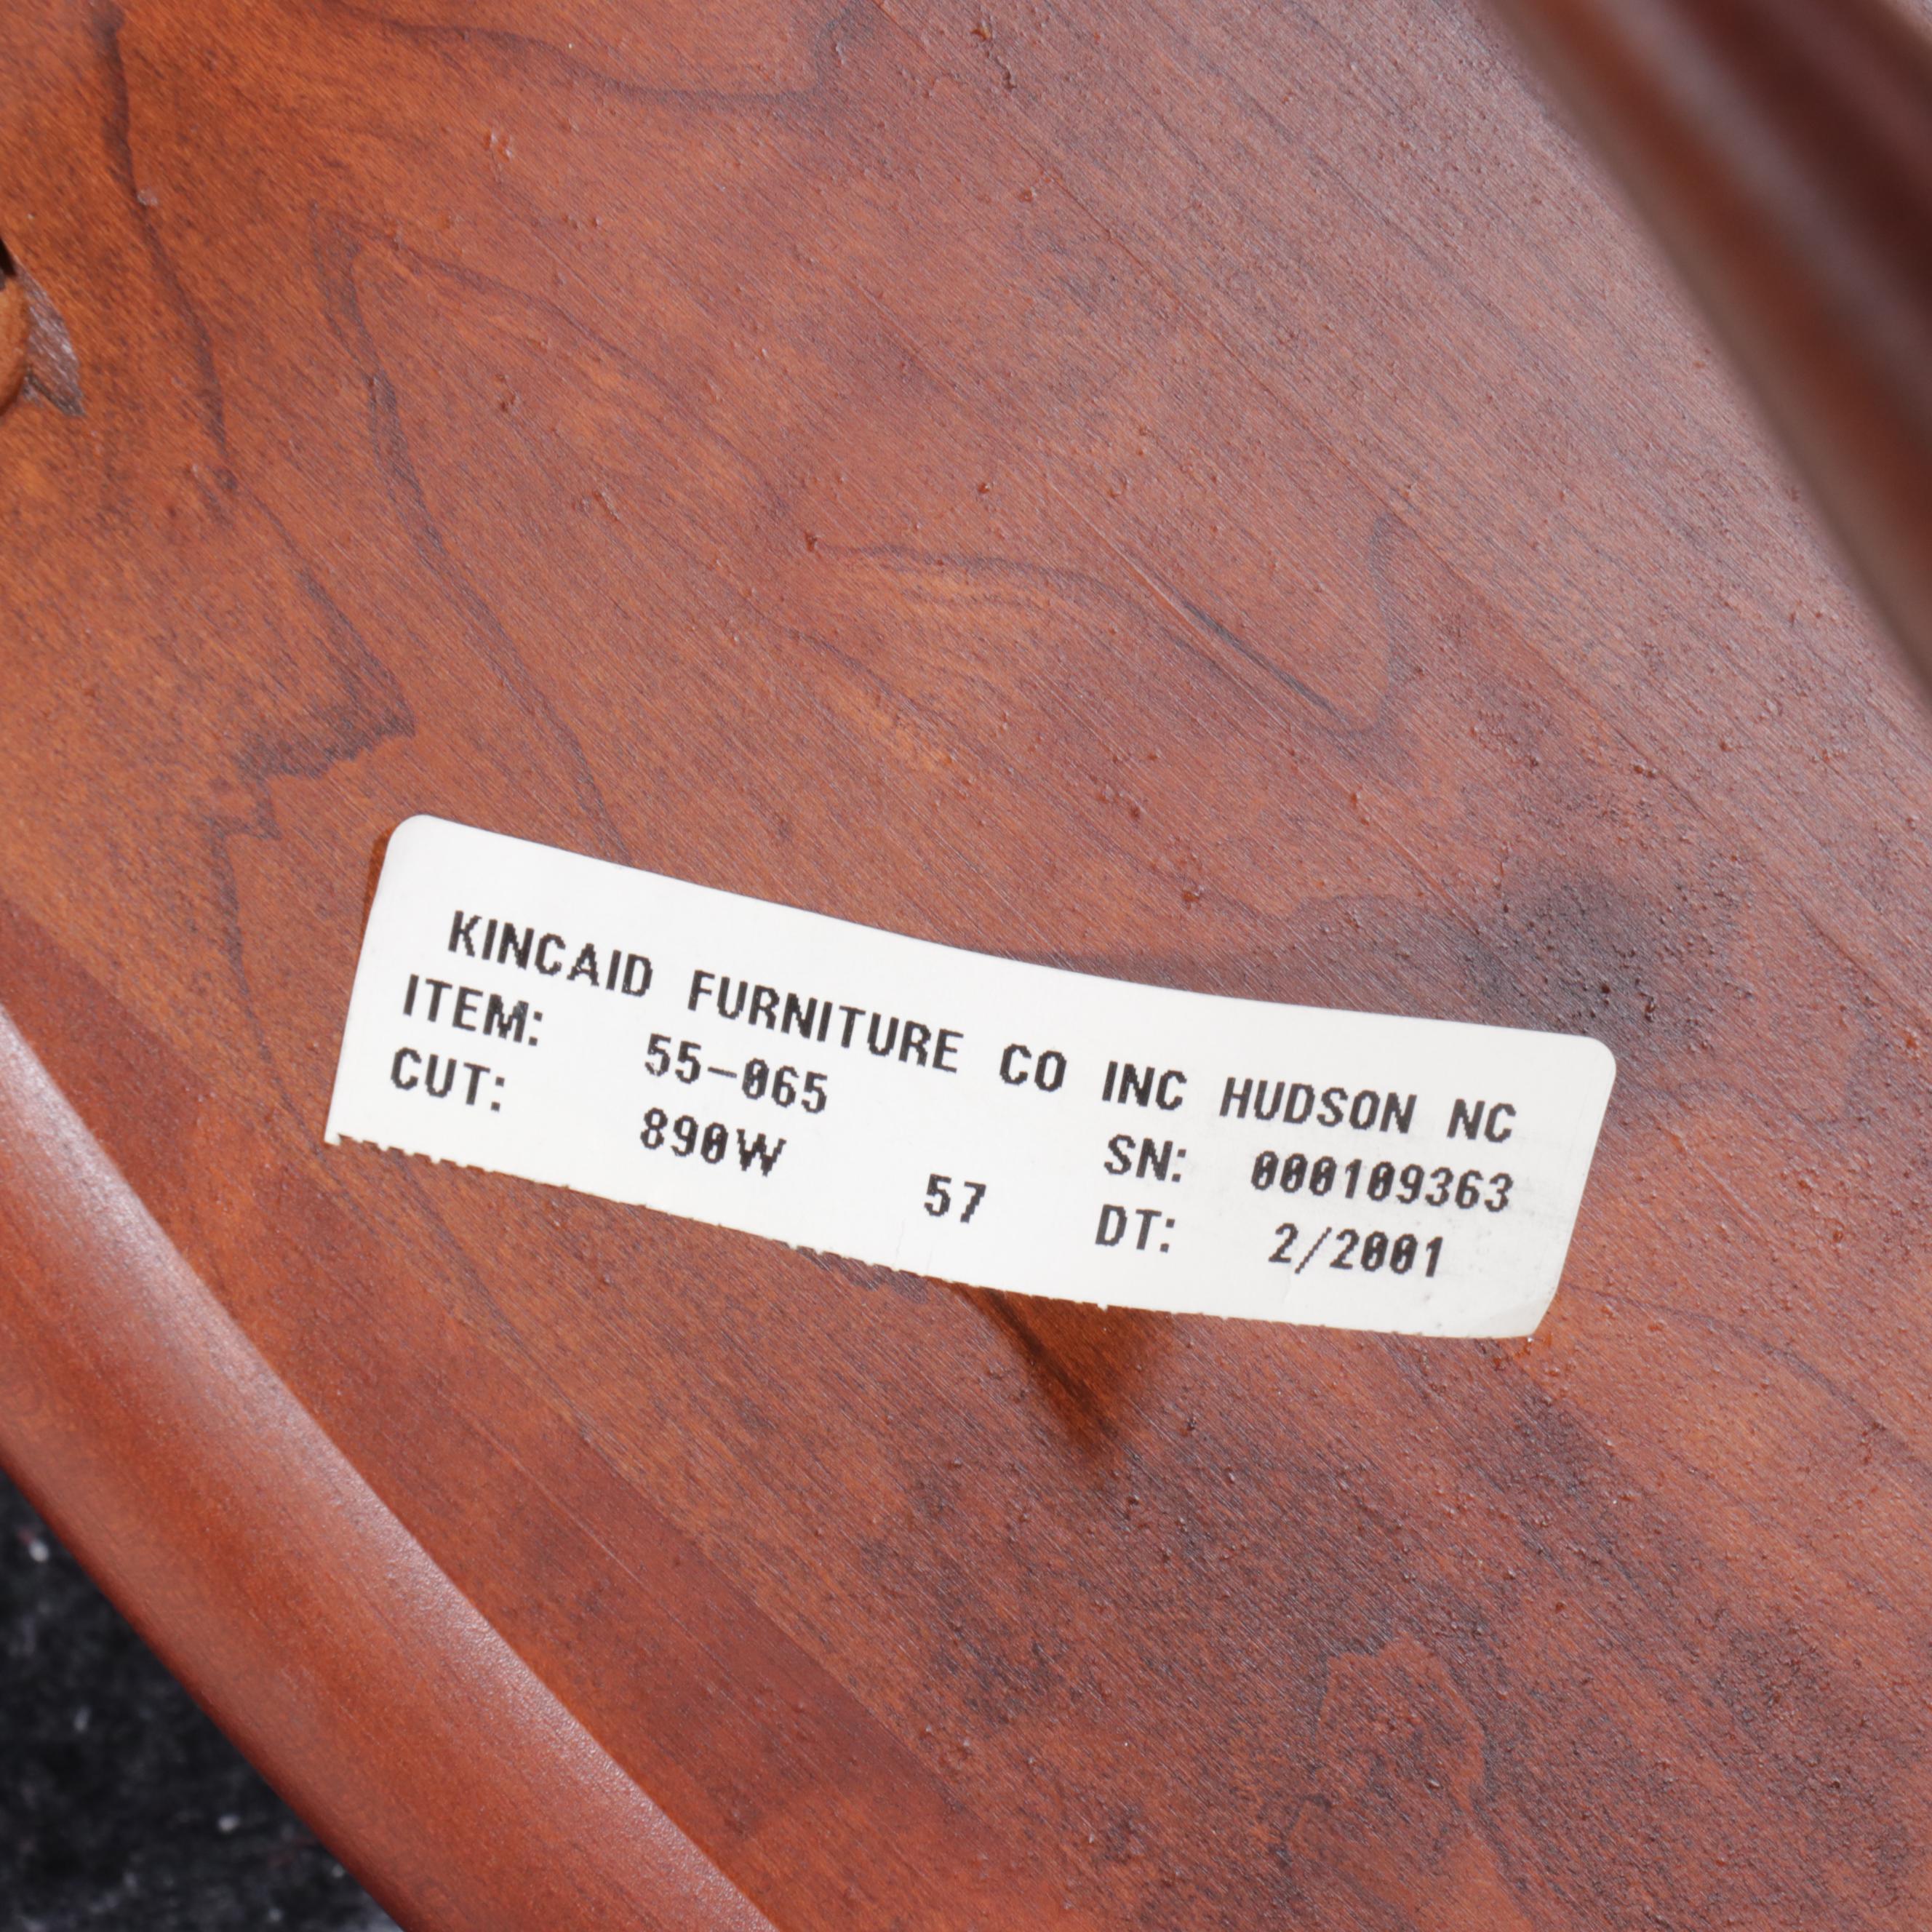 KINCAID FURNITURE CO INC HUDSON NC
ITEM: 55-065 SN: 000109363
CUT: 890W 57 DT: 2/2001